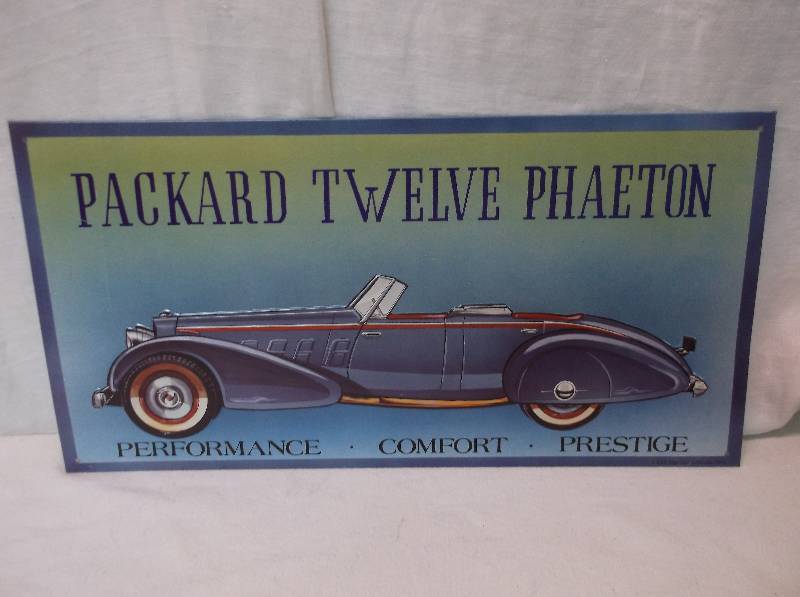 PACKARD TWELVE PHAETON
PERFORMANCE · COMFORT · PRESTIGE